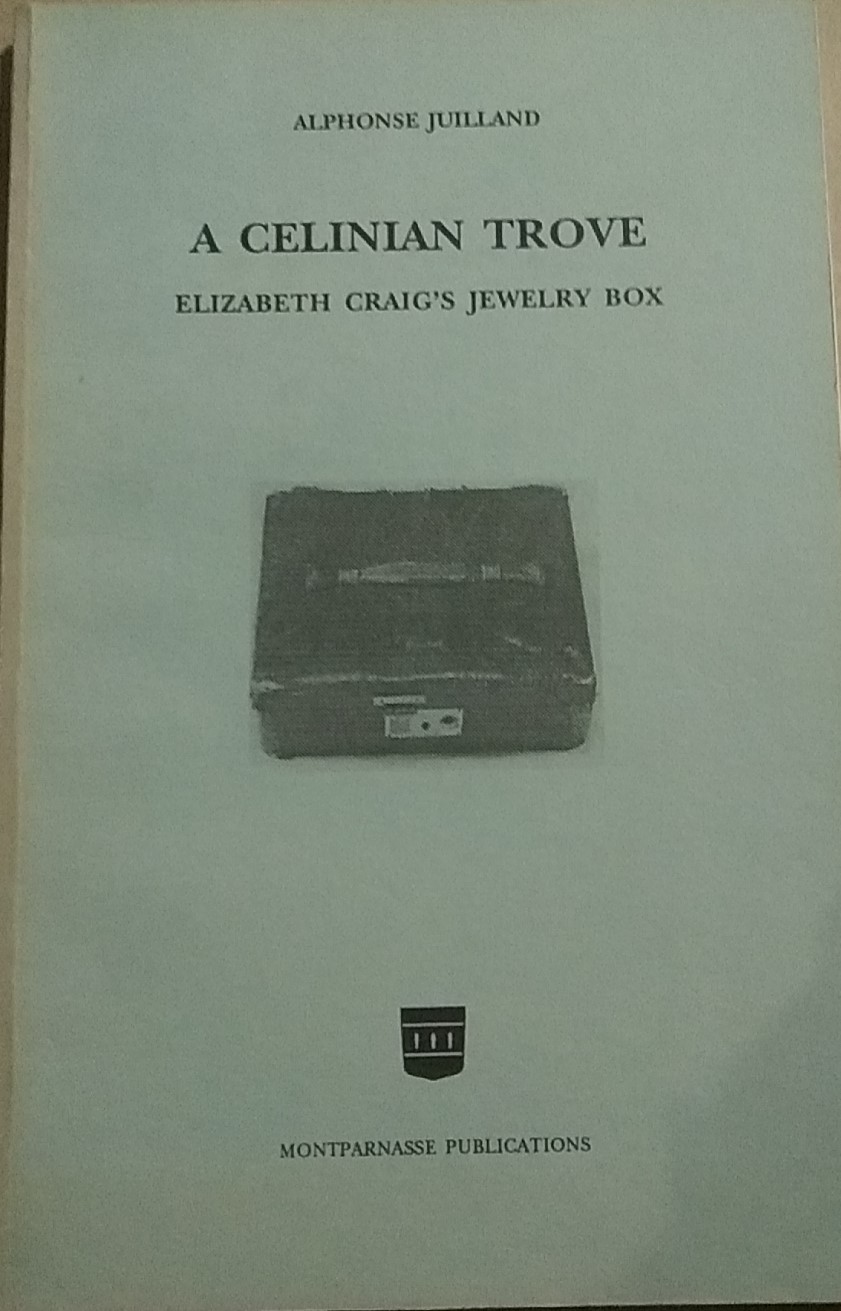 ALPHONSE JUILLAND
A CELINIAN TROVE
ELIZABETH CRAIG'S JEWELRY BOX
MONTPARNASSE PUBLICATIONS